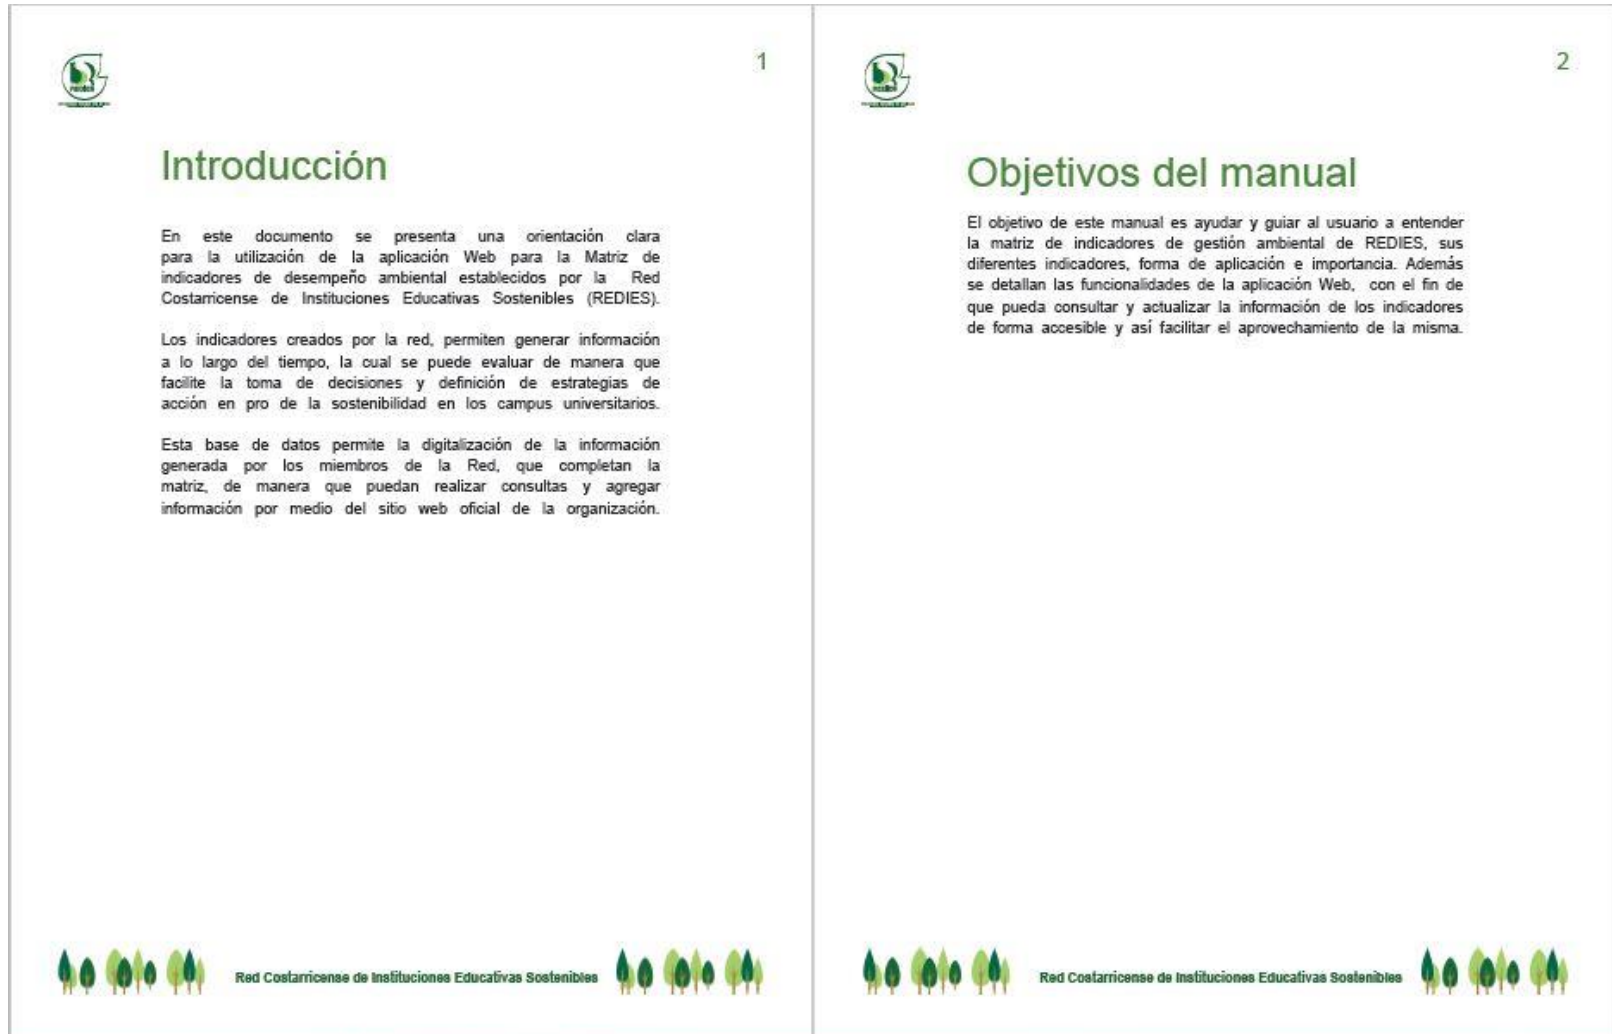 1
Introducción
En este documento se presenta una orientación clara
para la utilización de la aplicación Web para la Matriz de
indicadores de desempeño ambiental establecidos por la Red
Costarricense de Instituciones Educativas Sostenibles (REDIES).
Los indicadores creados por la red, permiten generar información
a lo largo del tiempo, la cual se puede evaluar de manera que
facilite la toma de decisiones y definición de estrategias de
acción en pro de la sostenibilidad en los campus universitarios.
Esta base de datos permite la digitalización de la información
generada por los miembros de la Red, que completan la
matriz, de manera que puedan realizar consultas y agregar
información por medio del sitio web oficial de la organización.
Red Costarricense de Instituciones Educativas Sostenibles
2
Objetivos del manual
El objetivo de este manual es ayudar y guiar al usuario a entender
la matriz de indicadores de gestión ambiental de REDIES, sus
diferentes indicadores, forma de aplicación e importancia. Además
se detallan las funcionalidades de la aplicación Web, con el fin de
que pueda consultar y actualizar la información de los indicadores
de forma accesible y así facilitar el aprovechamiento de la misma.
Red Costarricense de Instituciones Educativas Sostenibles